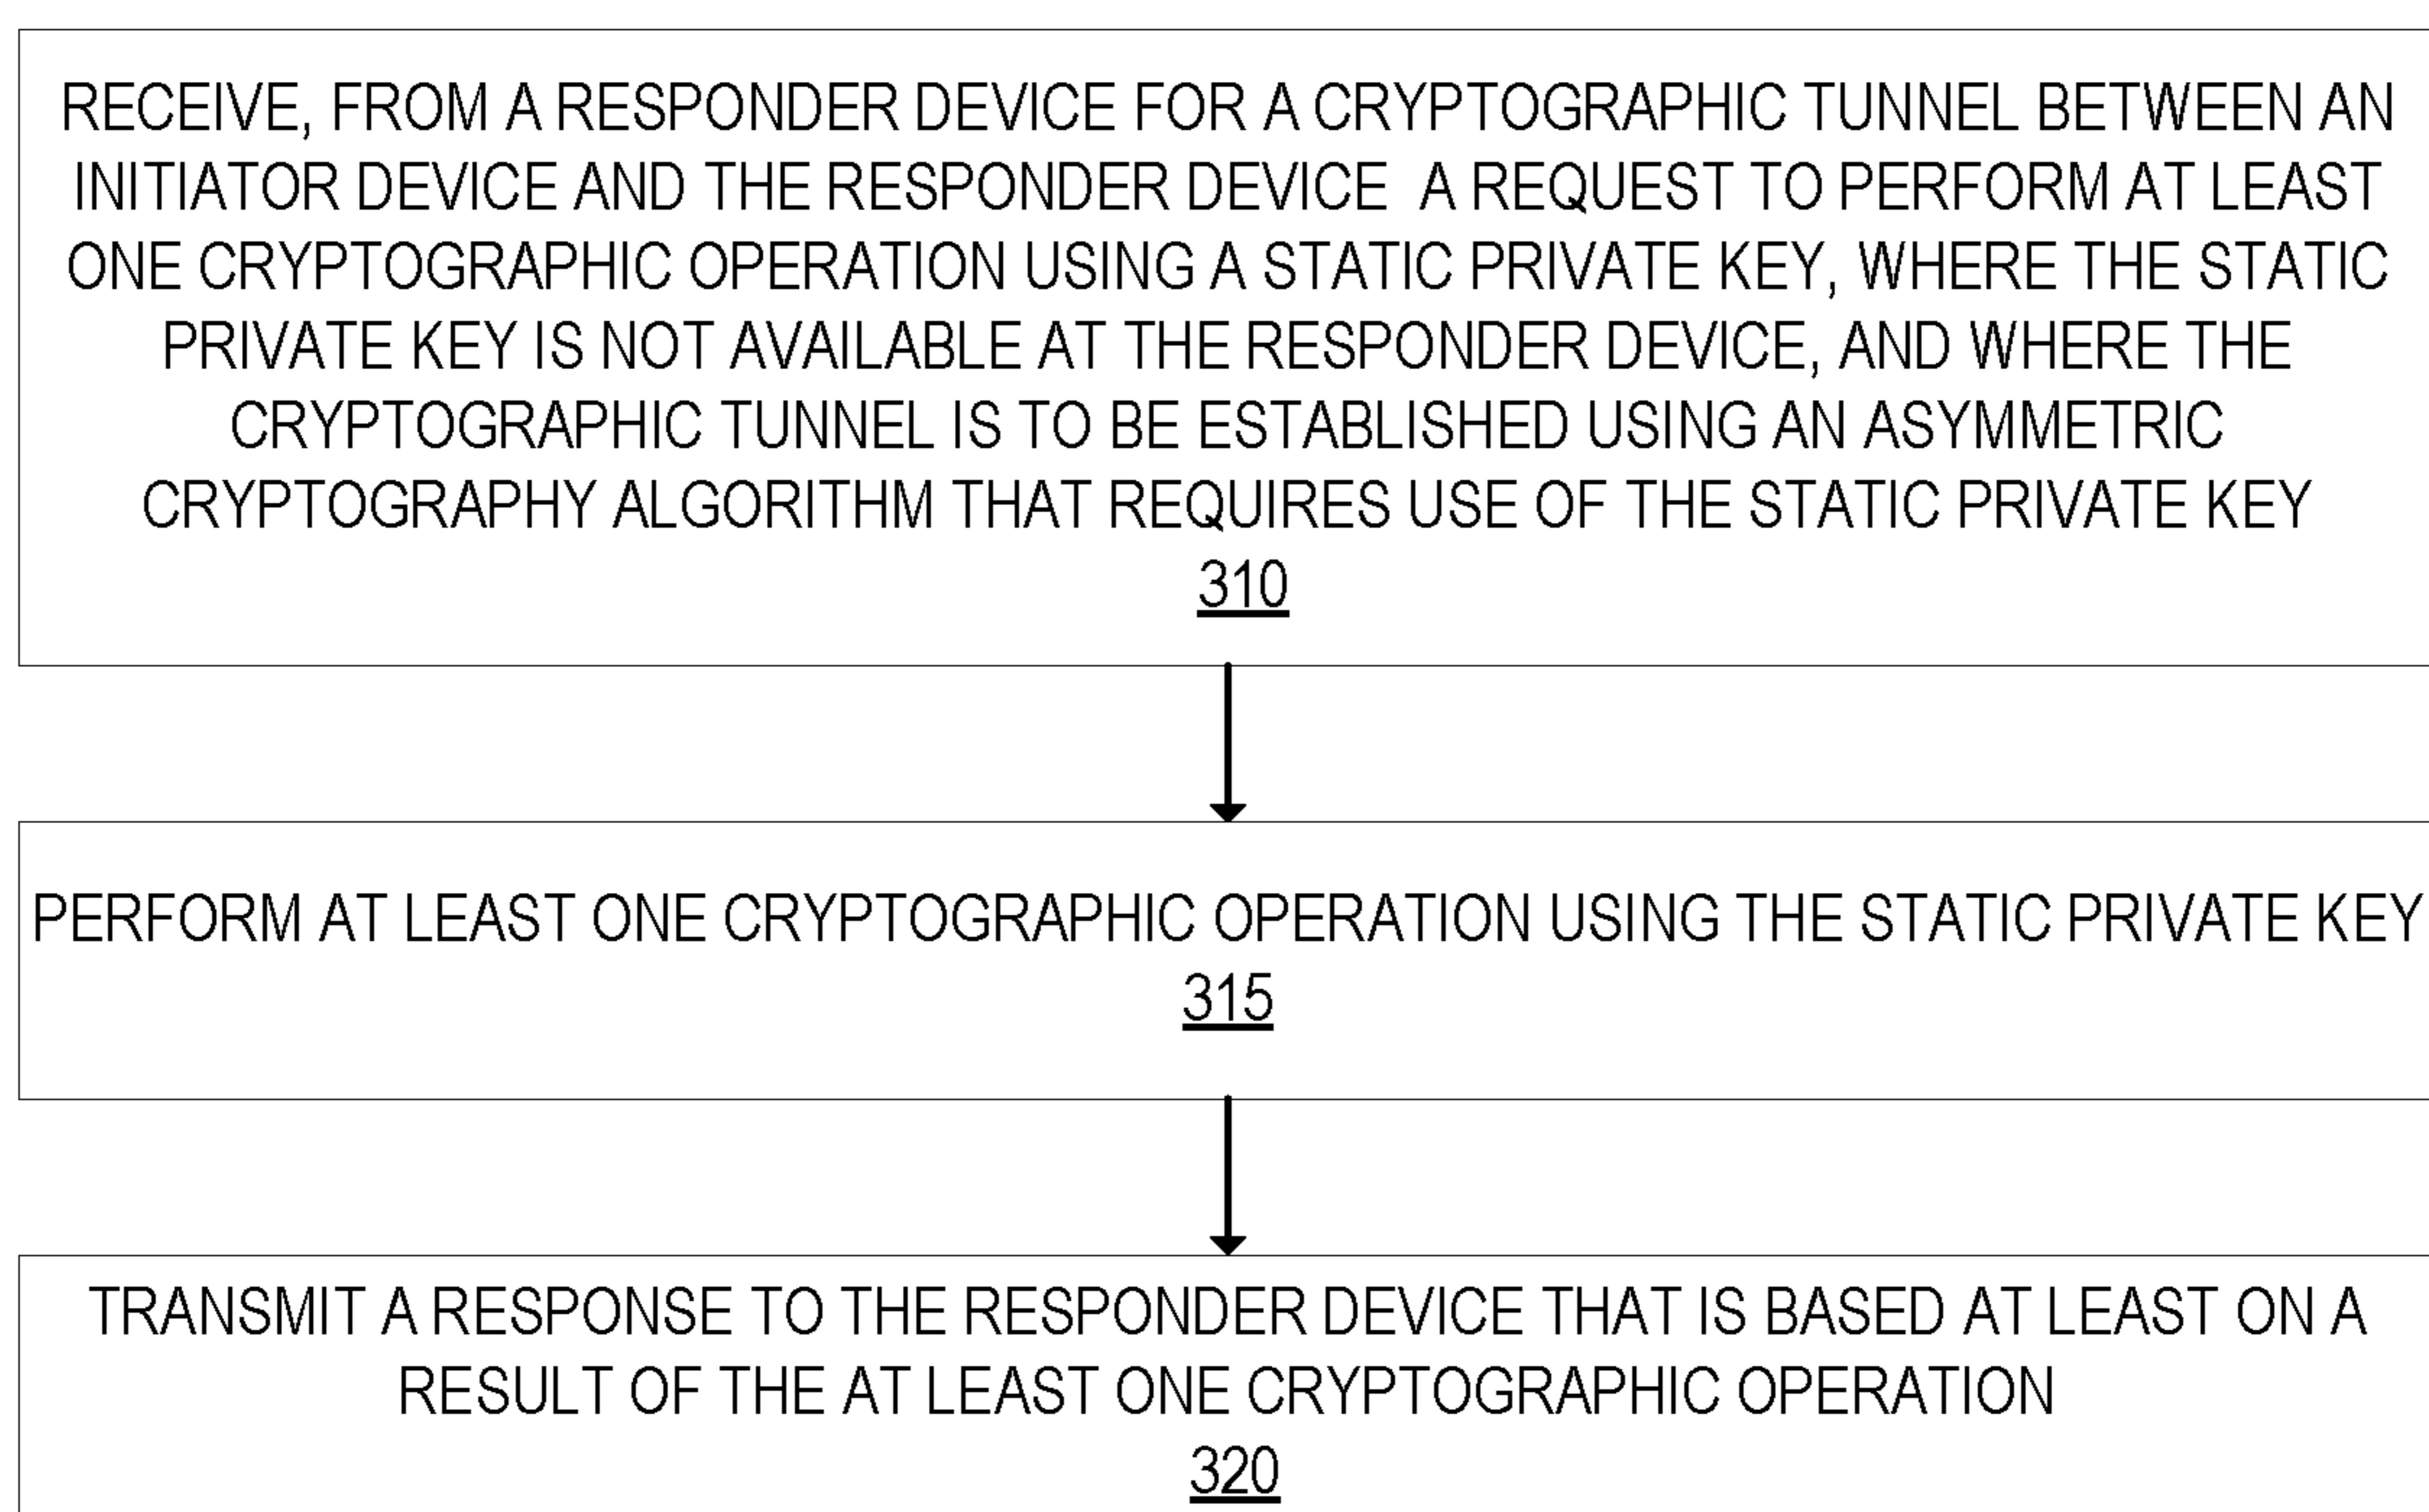 RECEIVE, FROM A RESPONDER DEVICE FOR A CRYPTOGRAPHIC TUNNEL BETWEEN AN
INITIATOR DEVICE AND THE RESPONDER DEVICE A REQUEST TO PERFORM AT LEAST
ONE CRYPTOGRAPHIC OPERATION USING A STATIC PRIVATE KEY, WHERE THE STATIC
PRIVATE KEY IS NOT AVAILABLE AT THE RESPONDER DEVICE, AND WHERE THE
CRYPTOGRAPHIC TUNNEL IS TO BE ESTABLISHED USING AN ASYMMETRIC
CRYPTOGRAPHY ALGORITHM THAT REQUIRES USE OF THE STATIC PRIVATE KEY
310
PERFORM AT LEAST ONE CRYPTOGRAPHIC OPERATION USING THE STATIC PRIVATE KEY
315
TRANSMIT A RESPONSE TO THE RESPONDER DEVICE THAT IS BASED AT LEAST ON A
RESULT OF THE AT LEAST ONE CRYPTOGRAPHIC OPERATION
320